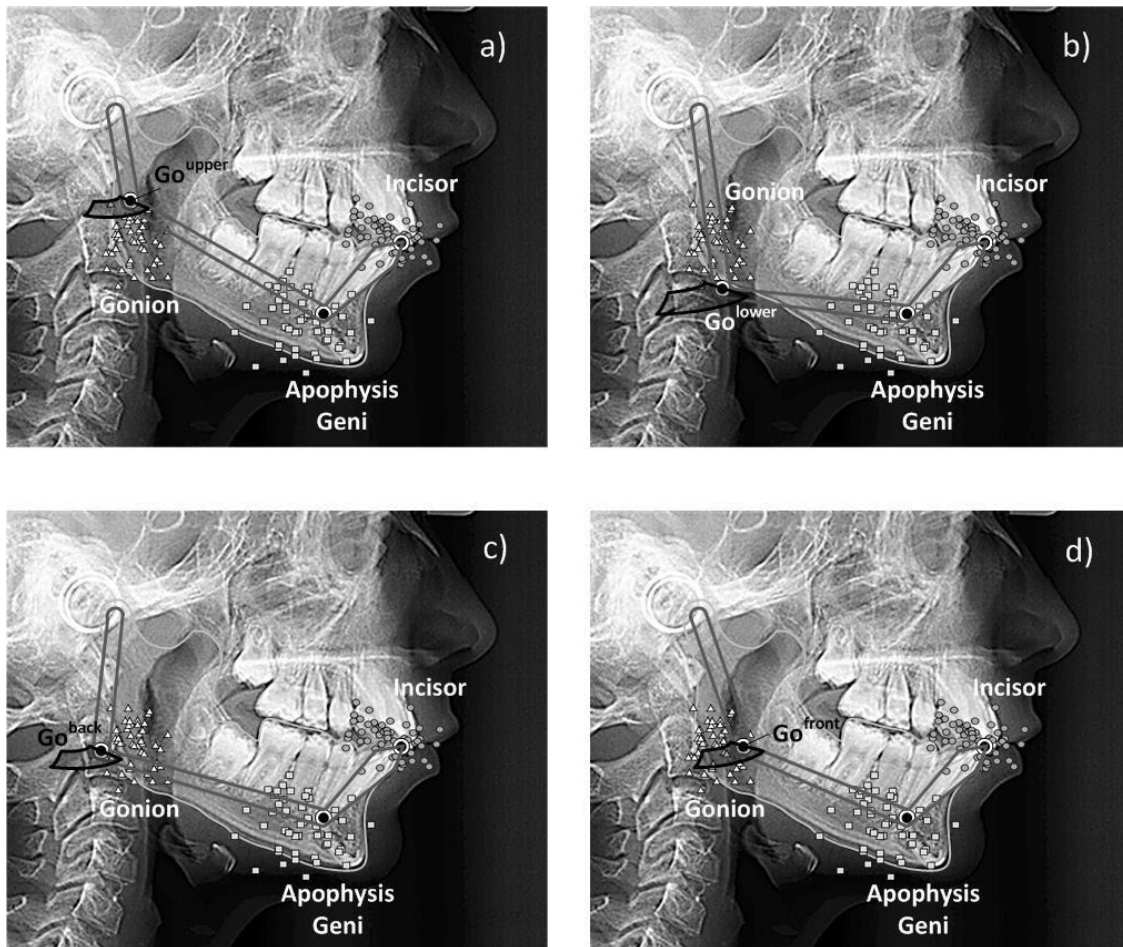 a)
Go^upper
Incisor
Gonion
Apophysis
Geni
b)
Gonion
Incisor
Go^lower
Apophysis
Geni
c)
Incisor
Go^back
Gonion
Apophysis
Geni
d)
Incisor
Go^front
Gonion
Apophysis
Geni